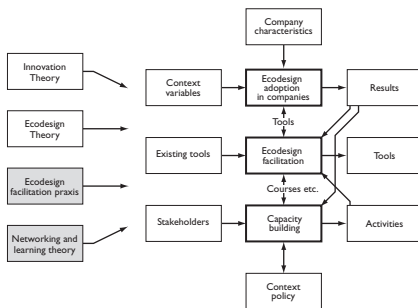 Company
characteristics
Innovation
Theory
Context
variables
Ecodesign
adoption
in companies
Results
Tools
Ecodesign
Theory
Existing tools
Ecodesign
facilitation
Tools
Ecodesign
facilitation praxis
Courses etc.
Networking and
learning theory
Stakeholders
Capacity
building
Activities
Context
policy